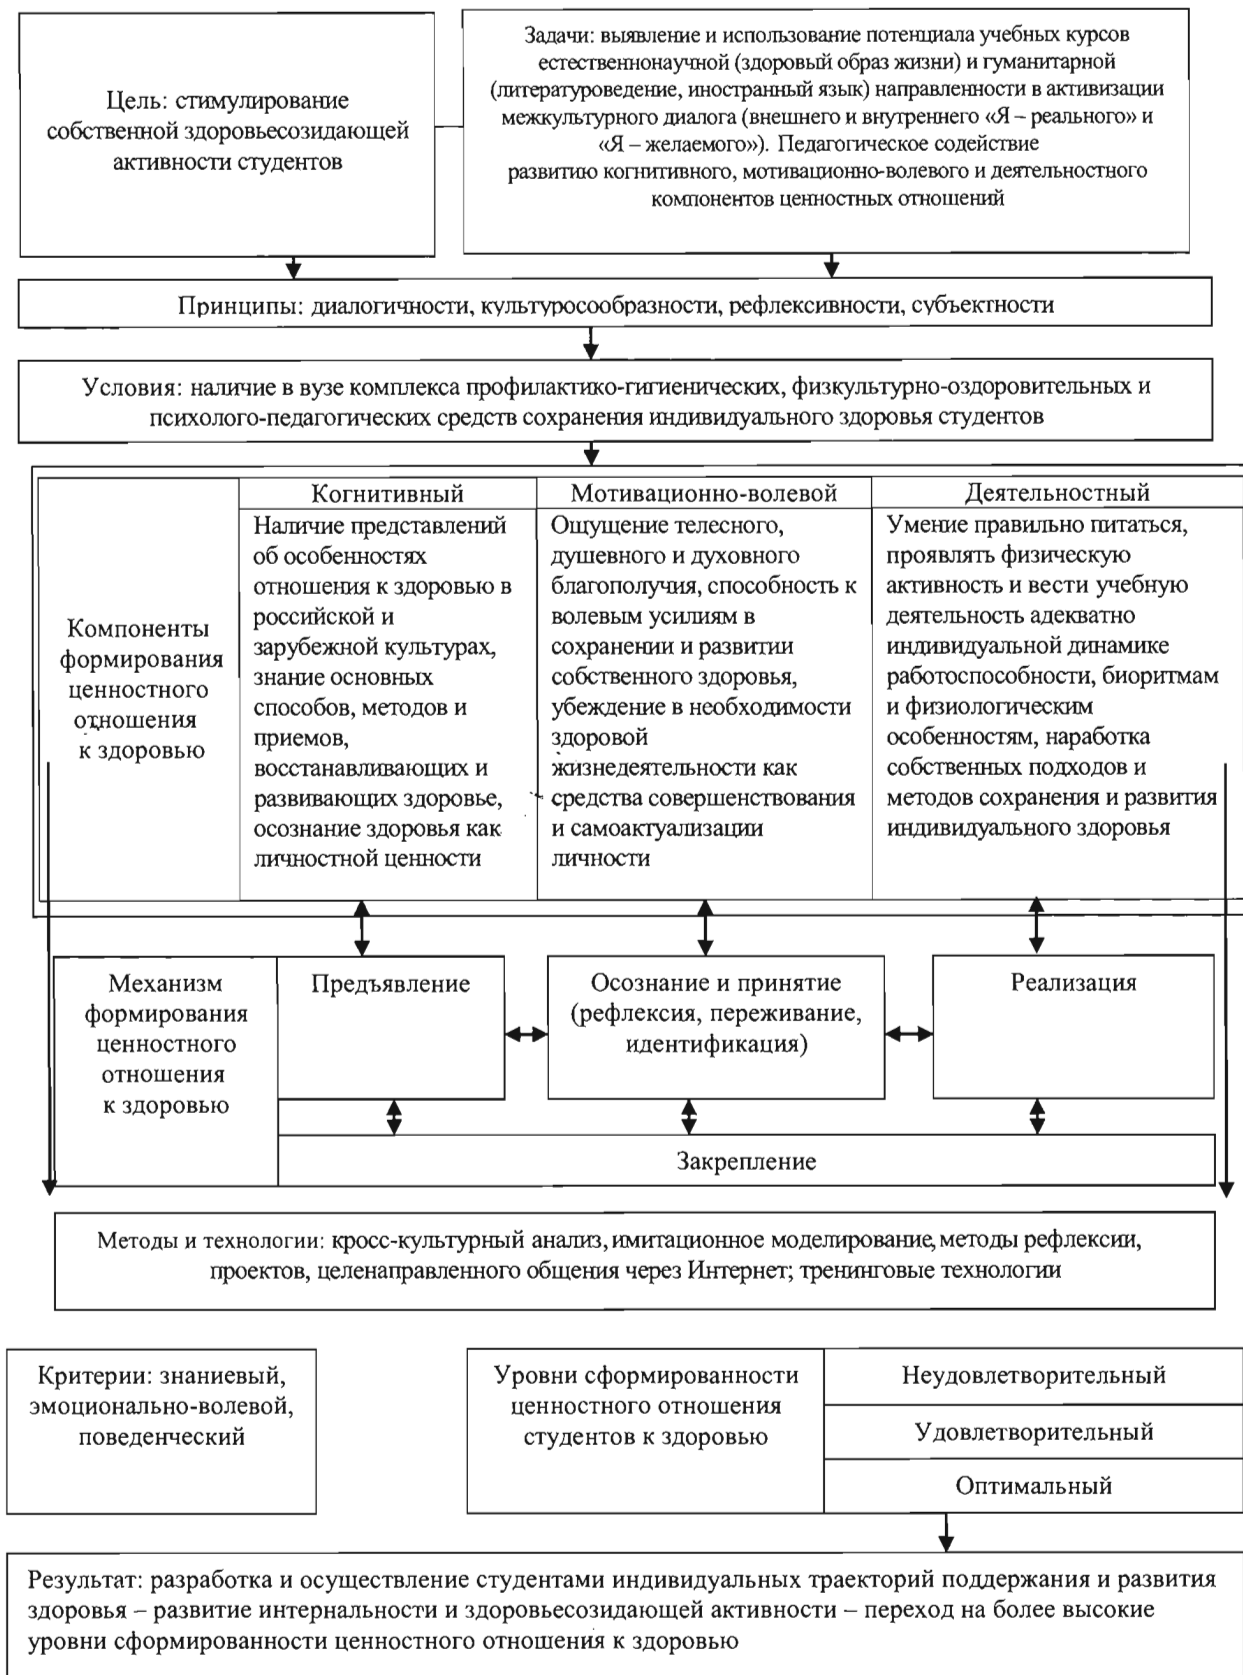 Цель: стимулирование
собственной здоровьесозидающей
активности студентов
Задачи: выявление и использование потенциала учебных курсов
естественнонаучной (здоровый образ жизни) и гуманитарной
(литературоведение, иностранный язык) направленности в активизации
межкультурного диалога (внешнего и внутреннего «Я – реального» и
«Я – желаемого»). Педагогическое содействие
развитию когнитивного, мотивационно-волевого и деятельностного
компонентов ценностных отношений
Принципы: диалогичности, культуросообразности, рефлексивности, субъектности
Условия: наличие в вузе комплекса профилактико-гигиенических, физкультурно-оздоровительных и
психолого-педагогических средств сохранения индивидуального здоровья студентов
Компоненты
формирования
ценностного
отношения
к здоровью
Когнитивный
Наличие представлений
об особенностях
отношения к здоровью в
российской и
зарубежной культурах,
знание основных
способов, методов и
приемов,
восстанавливающих и
развивающих здоровье,
осознание здоровья как
личностной ценности
Мотивационно-волевой
Ощущение телесного,
душевного и духовного
благополучия, способность к
волевым усилиям в
сохранении и развитии
собственного здоровья,
убеждение в необходимости
здоровой
жизнедеятельности как
средства совершенствования
и самоактуализации
личности
Деятельностный
Умение правильно питаться,
проявлять физическую
активность и вести учебную
деятельность адекватно
индивидуальной динамике
работоспособности, биоритмам
и физиологическим
особенностям, наработка
собственных подходов и
методов сохранения и развития
индивидуального здоровья
Механизм
формирования
ценностного
отношения
к здоровью
Предъявление
Осознание и принятие
(рефлексия, переживание,
идентификация)
Реализация
Закрепление
Методы и технологии: кросс-культурный анализ, имитационное моделирование, методы рефлексии,
проектов, целенаправленного общения через Интернет; тренинговые технологии
Критерии: знаниевый,
эмоционально-волевой,
поведенческий
Уровни сформированности
ценностного отношения
студентов к здоровью
Неудовлетворительный
Удовлетворительный
Оптимальный
Результат: разработка и осуществление студентами индивидуальных траекторий поддержания и развития
здоровья – развитие интернальности и здоровьесозидающей активности – переход на более высокие
уровни сформированности ценностного отношения к здоровью